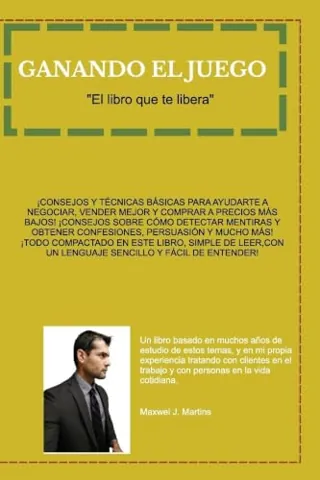 GANANDO EL JUEGO
"El libro que te libera"
¡CONSEJOS Y TÉCNICAS BÁSICAS PARA AYUDARTE A
NEGOCIAR, VENDER MEJOR Y COMPRAR A PRECIOS MÁS
BAJOS! ¡CONSEJOS SOBRE CÓMO DETECTAR MENTIRAS Y
OBTENER CONFESIONES, PERSUASIÓN Y MUCHO MÁS!
¡TODO COMPACTADO EN ESTE LIBRO, SIMPLE DE LEER,CON
UN LENGUAJE SENCILLO Y FÁCIL DE ENTENDER!
Un libro basado en muchos años de
estudio de estos temas, y en mi propia
experiencia tratando con clientes en el
trabajo y con personas en la vida
cotidiana.
Maxwel J. Martins